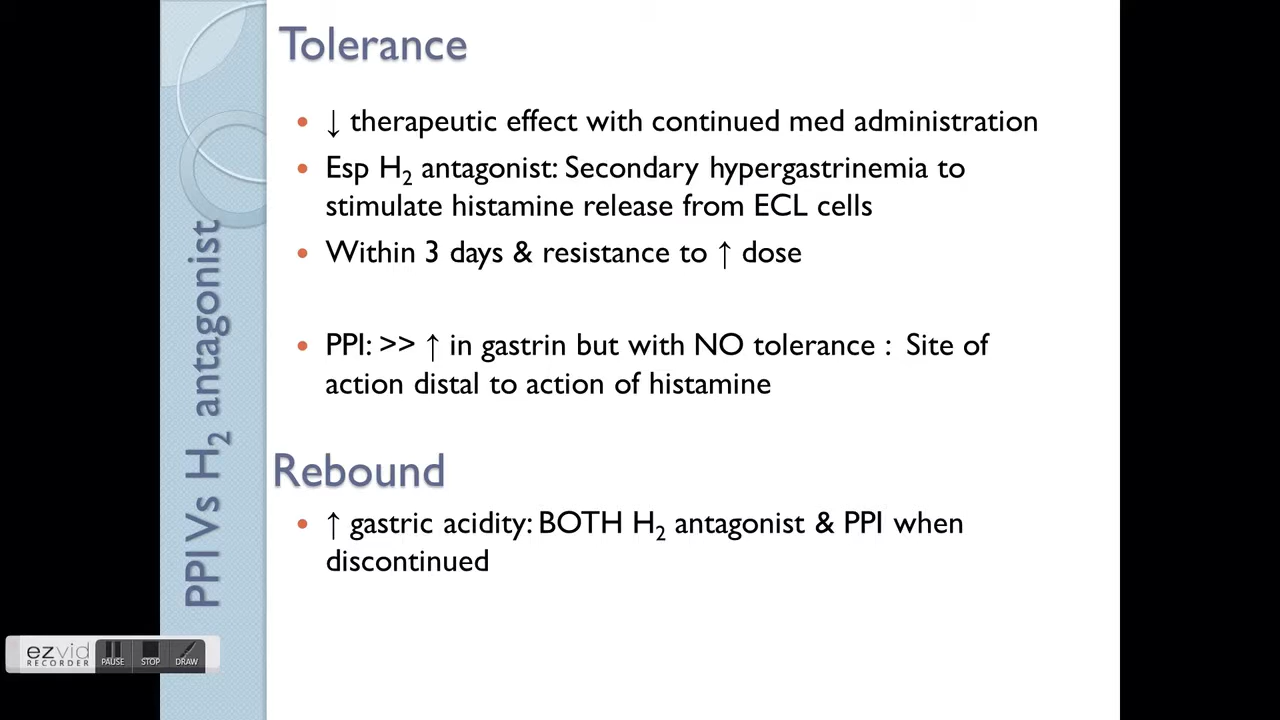 Tolerance
• ↓ therapeutic effect with continued med administration
• Esp H₂ antagonist: Secondary hypergastrinemia to
stimulate histamine release from ECL cells
• Within 3 days & resistance to ↑ dose
• PPI: >> ↑ in gastrin but with NO tolerance : Site of
action distal to action of histamine
Rebound
• ↑ gastric acidity: BOTH H₂ antagonist & PPI when
discontinued
PPI Vs H₂ antagonist
ezvid
RECORDER
PAUSE STOP DRAW